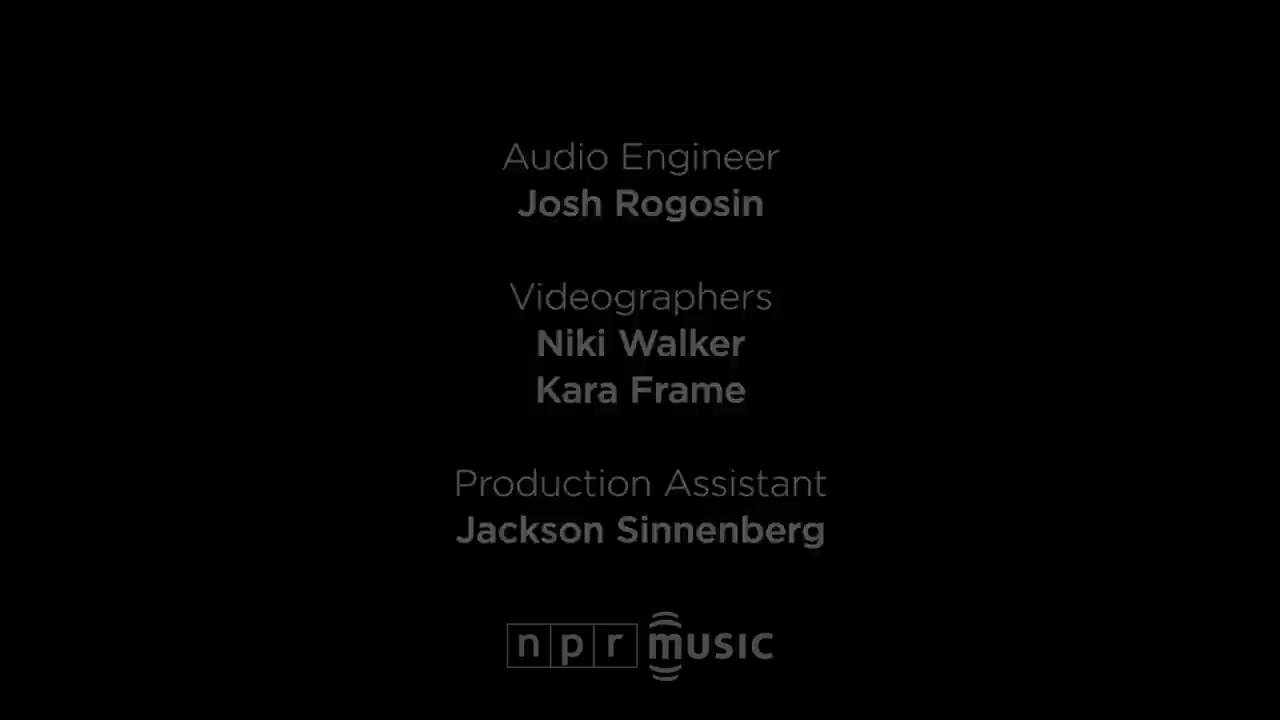 Audio Engineer
Josh Rogosin
Videographers
Niki Walker
Kara Frame
Production Assistant
Jackson Sinnenberg
npr music